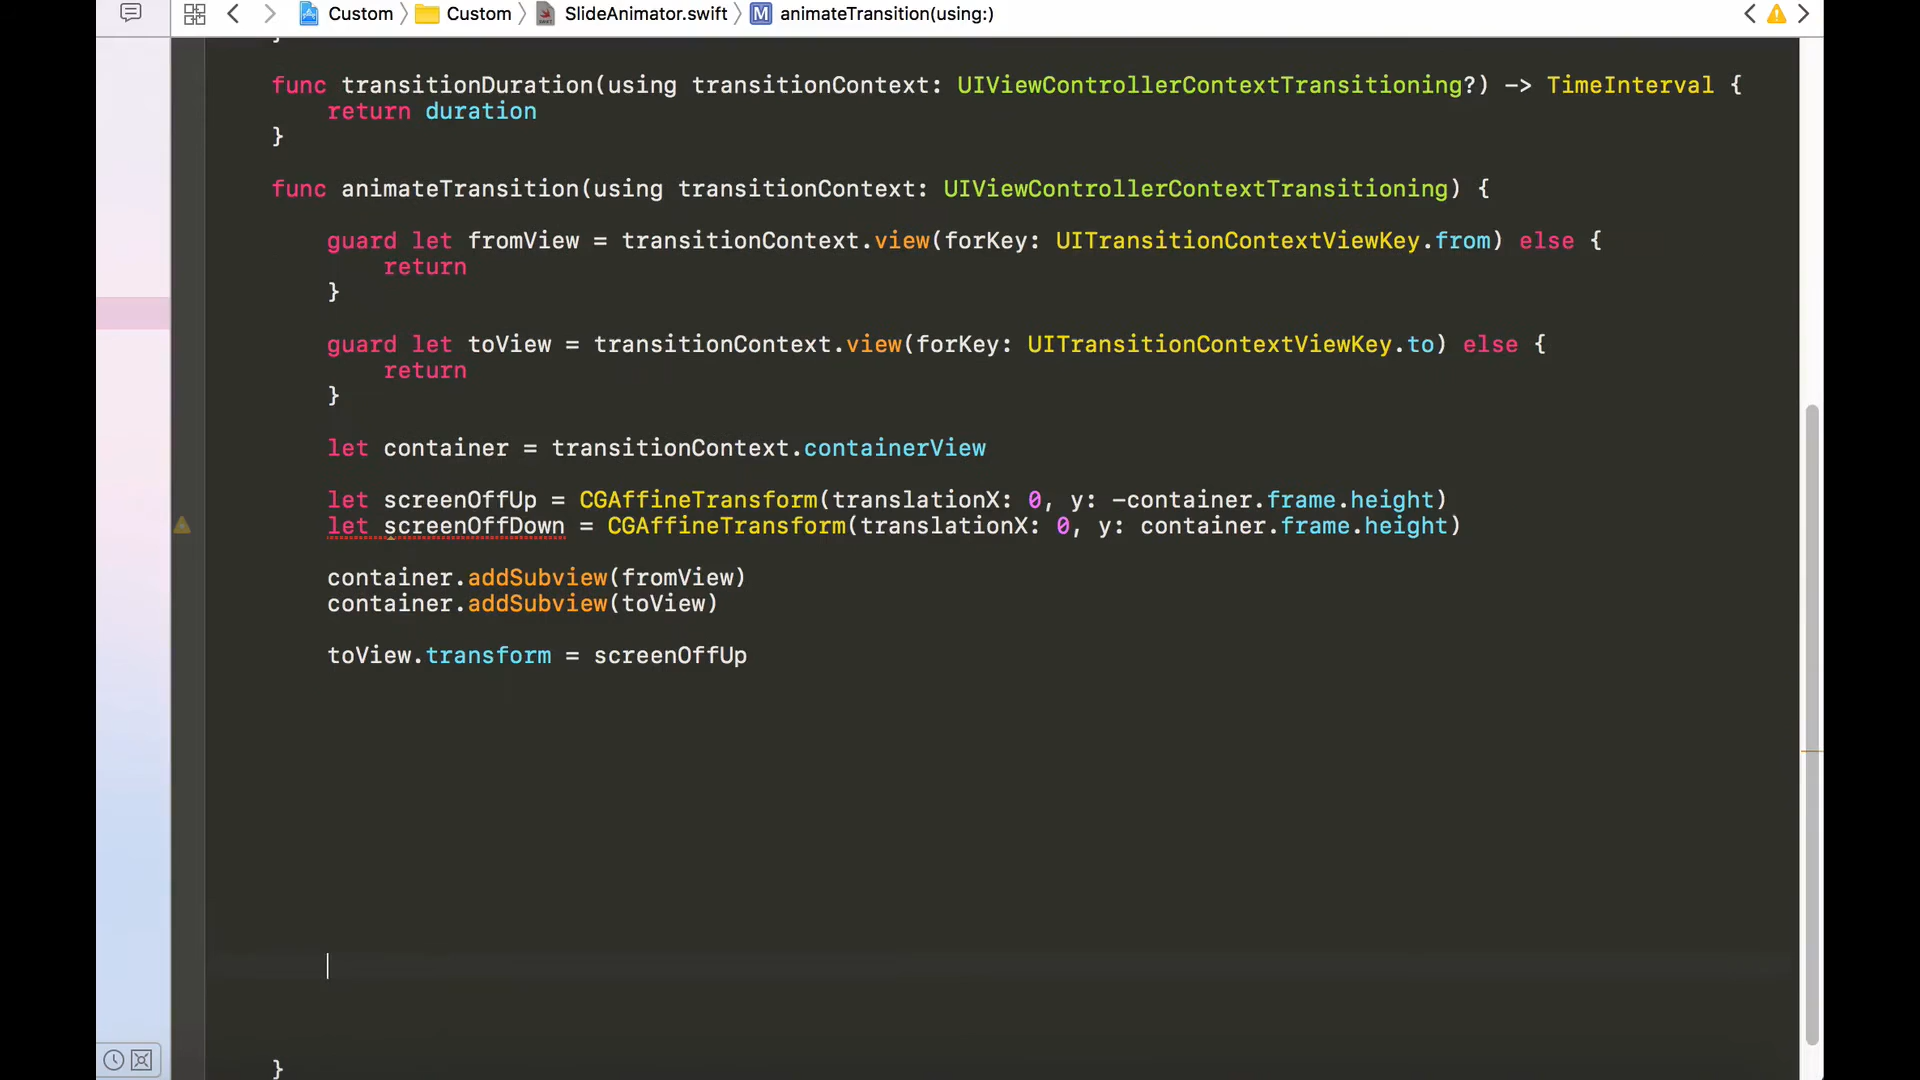 Custom Custom SlideAnimator.swift M animateTransition(using:)
}
func transitionDuration(using transitionContext: UIViewControllerContextTransitioning?) -> TimeInterval {
return duration
}
func animateTransition(using transitionContext: UIViewControllerContextTransitioning) {
guard let fromView = transitionContext.view(forKey: UITransitionContextViewKey.from) else {
return
}
guard let toView = transitionContext.view(forKey: UITransitionContextViewKey.to) else {
return
}
let container = transitionContext.containerView
let screenOffUp = CGAffineTransform(translationX: 0, y: -container.frame.height)
let screenOffDown = CGAffineTransform(translationX: 0, y: container.frame.height)
container.addSubview(fromView)
container.addSubview(toView)
toView.transform = screenOffUp
}